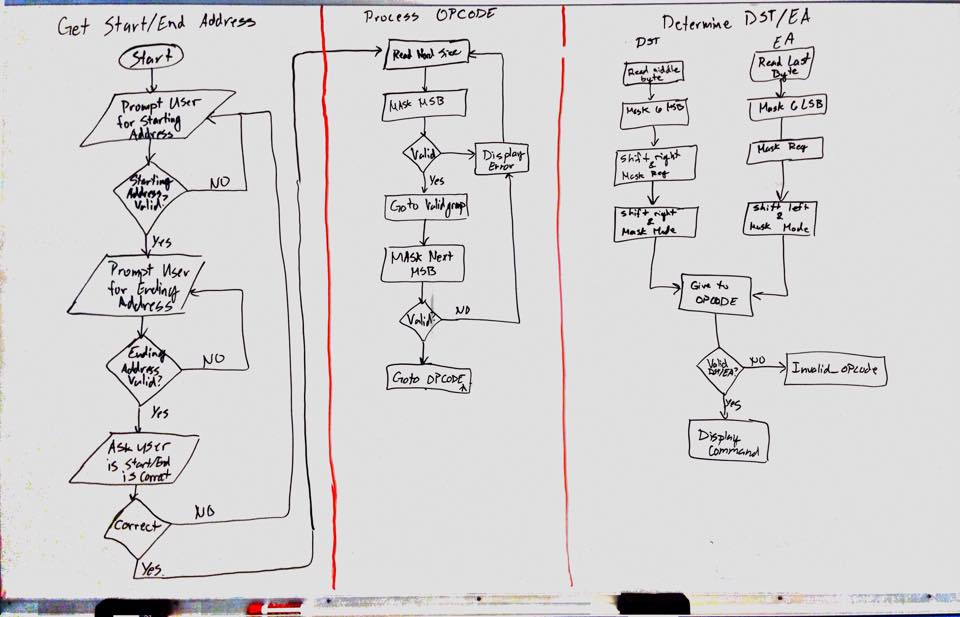 Get Start/End Address
Start
Prompt User
for Starting
Address
Starting
Address
Valid?
NO
Yes
Prompt User
for Ending
Address
Ending
Address
Valid?
NO
Yes
Ask User
is Start/End
is Correct
Correct
NO
Yes
Process OPCODE
Read Word Size
MASK MSB
Valid
Display
Error
Yes
Goto Validgroup
MASK Next
MSB
Valid?
NO
Goto OPCODE
Determine DST/EA
DST
Read middle
byte
Mask 6 MSB
Shift right
&
Mask Reg
Shift right
&
Mask Mode
EA
Read Last
Byte
Mask 6 LSB
Mask Reg
Shift left
&
Mask Mode
Give to
OPCODE
Valid
DST/EA?
NO
Invalid_opcode
Yes
Display
Command